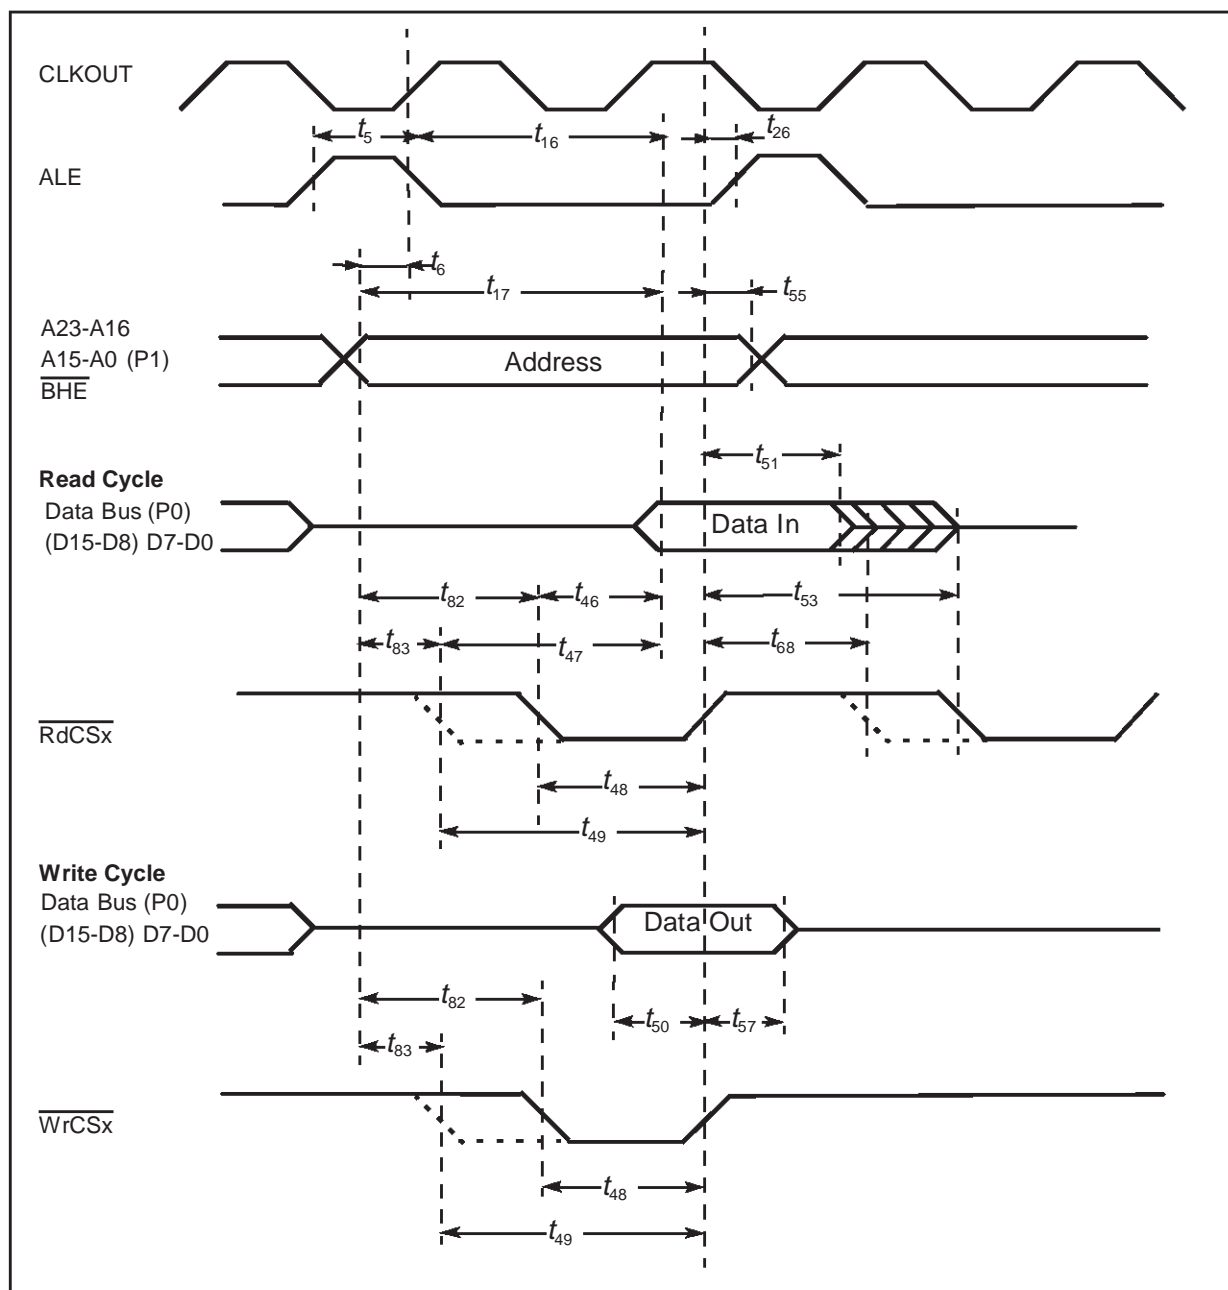 CLKOUT
t5 t16 t26
ALE
t6
t17 t55
A23-A16
A15-A0 (P1)
BHE
Address
t51
Read Cycle
Data Bus (P0)
(D15-D8) D7-D0
Data In
t82 t46 t53
t83 t47 t68
RdCSx
t48
t49
Write Cycle
Data Bus (P0)
(D15-D8) D7-D0
Data Out
t82 t50 t57
t83
WrCSx
t48
t49